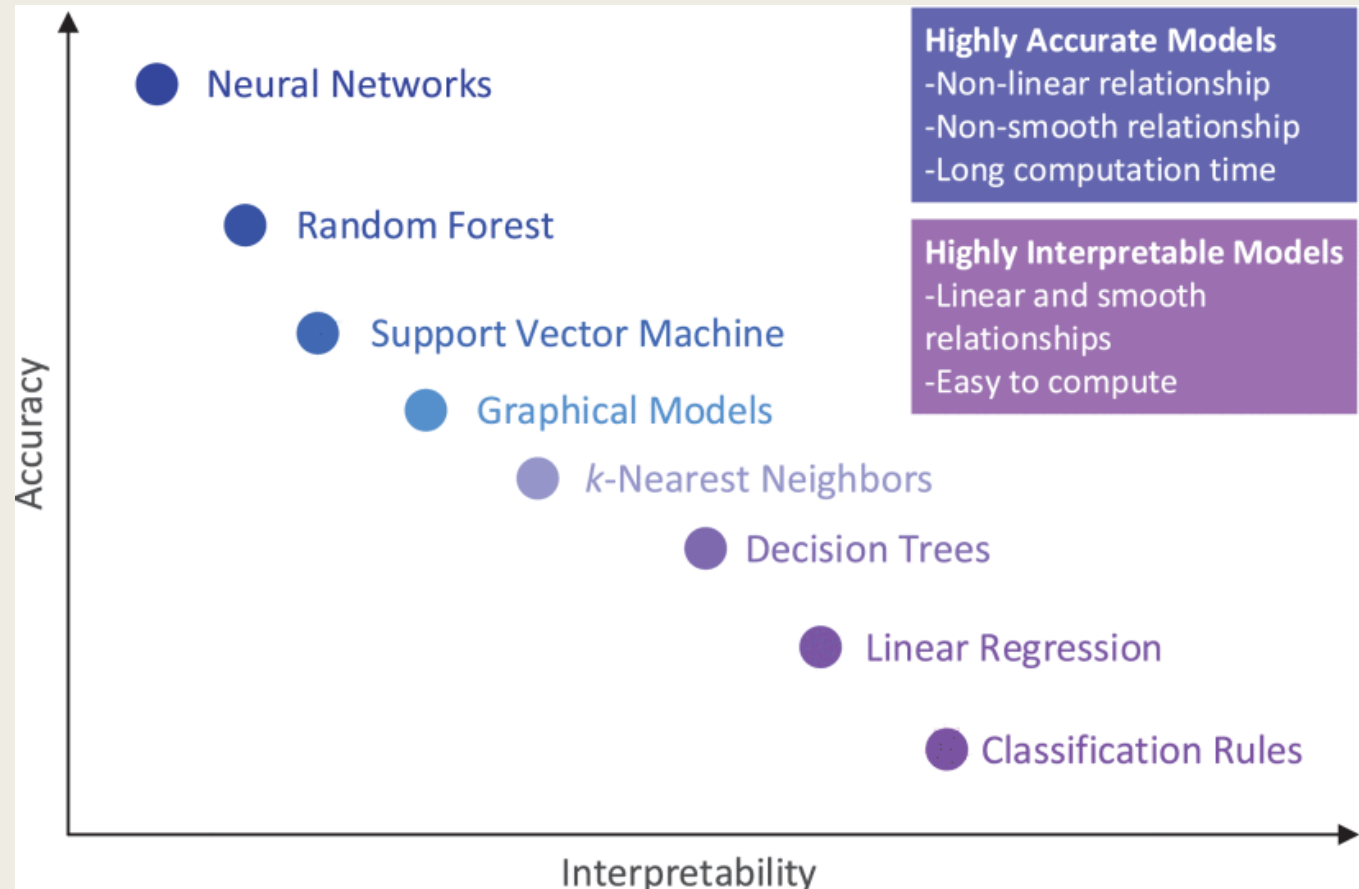 Highly Accurate Models
-Non-linear relationship
-Non-smooth relationship
-Long computation time
Highly Interpretable Models
-Linear and smooth
relationships
-Easy to compute
Neural Networks
Random Forest
Support Vector Machine
Graphical Models
k-Nearest Neighbors
Decision Trees
Linear Regression
Classification Rules
Accuracy
Interpretability